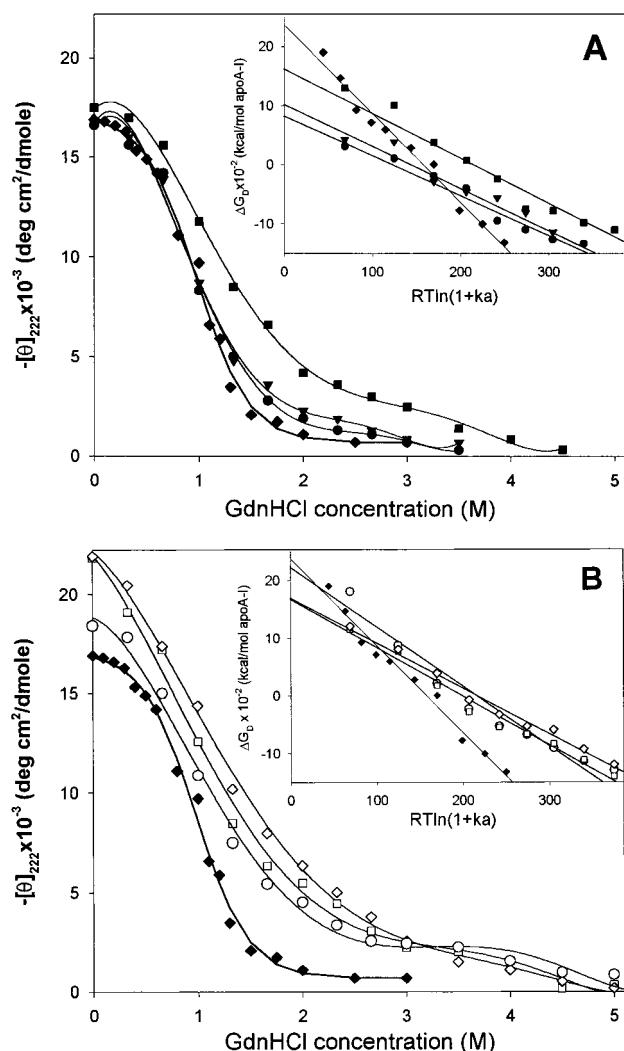 A
-[θ]222x10-3 (deg cm2/dmole)
20
15
10
5
0
0 1 2 3 4 5
GdnHCl concentration (M)
ΔGD x10-2 (kcal/mol apoA-I)
20
10
0
-10
0 100 200 300
RTln(1+ka)
B
-[θ]222x10-3 (deg cm2/dmole)
20
15
10
5
0
0 1 2 3 4 5
GdnHCl concentration (M)
ΔGD x 10-2 (kcal/mol apoA-I)
20
10
0
-10
0 100 200 300
RTln(1+ka)